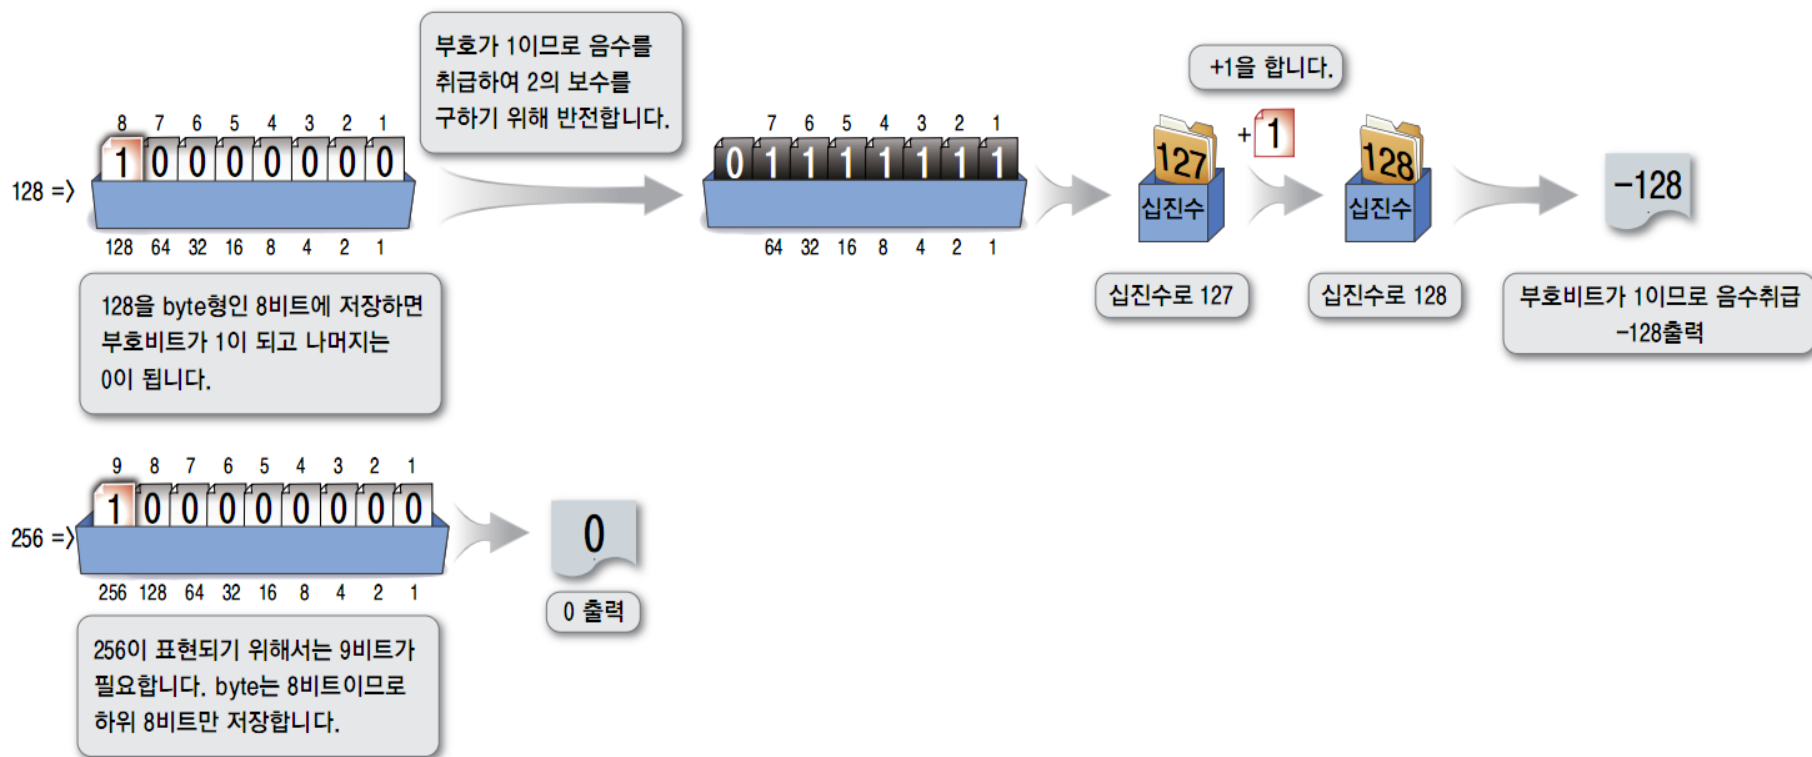 부호가 1이므로 음수를
취급하여 2의 보수를
구하기 위해 반전합니다.
+1을 합니다.
8 7 6 5 4 3 2 1
128 => 1 0 0 0 0 0 0 0
128 64 32 16 8 4 2 1
7 6 5 4 3 2 1
0 1 1 1 1 1 1 1
64 32 16 8 4 2 1
127
십진수
+1
128
십진수
-128
128을 byte형인 8비트에 저장하면
부호비트가 1이 되고 나머지는
0이 됩니다.
십진수로 127
십진수로 128
부호비트가 1이므로 음수취급
-128출력
9 8 7 6 5 4 3 2 1
256 => 1 0 0 0 0 0 0 0 0
256 128 64 32 16 8 4 2 1
0
0 출력
256이 표현되기 위해서는 9비트가
필요합니다. byte는 8비트이므로
하위 8비트만 저장합니다.